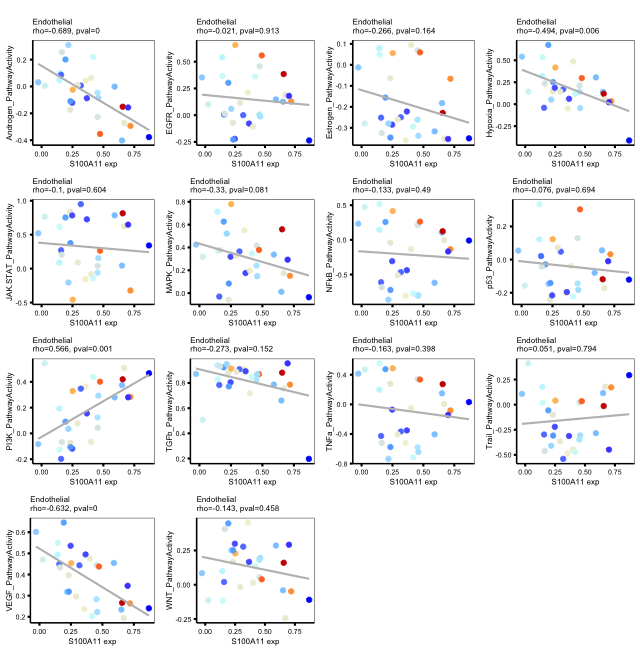 Endothelial
rho=-0.689, pval=0
Androgen_PathwayActivity
0.2
0.0
-0.2
-0.4
0.00 0.25 0.50 0.75
S100A11 exp
Endothelial
rho=-0.021, pval=0.913
EGFR_PathwayActivity
0.50
0.25
0.00
-0.25
0.00 0.25 0.50 0.75
S100A11 exp
Endothelial
rho=-0.266, pval=0.164
Estrogen_PathwayActivity
0.1
0.0
-0.1
-0.2
-0.3
0.00 0.25 0.50 0.75
S100A11 exp
Endothelial
rho=-0.494, pval=0.006
Hypoxia_PathwayActivity
0.50
0.25
0.00
-0.25
0.00 0.25 0.50 0.75
S100A11 exp
Endothelial
rho=-0.1, pval=0.604
JAK-STAT_PathwayActivity
1.0
0.5
0.0
-0.5
0.00 0.25 0.50 0.75
S100A11 exp
Endothelial
rho=-0.33, pval=0.081
MAPK_PathwayActivity
0.8
0.6
0.4
0.2
0.0
0.00 0.25 0.50 0.75
S100A11 exp
Endothelial
rho=-0.133, pval=0.49
NFkB_PathwayActivity
0.5
0.0
-0.5
0.00 0.25 0.50 0.75
S100A11 exp
Endothelial
rho=-0.076, pval=0.694
p53_PathwayActivity
0.2
0.0
-0.2
0.00 0.25 0.50 0.75
S100A11 exp
Endothelial
rho=0.566, pval=0.001
PI3K_PathwayActivity
0.4
0.2
0.0
-0.2
0.00 0.25 0.50 0.75
S100A11 exp
Endothelial
rho=-0.273, pval=0.152
TGFb_PathwayActivity
0.8
0.6
0.4
0.2
0.00 0.25 0.50 0.75
S100A11 exp
Endothelial
rho=-0.163, pval=0.398
TNFa_PathwayActivity
0.4
0.0
-0.4
-0.8
0.00 0.25 0.50 0.75
S100A11 exp
Endothelial
rho=0.051, pval=0.794
Trail_PathwayActivity
0.25
0.00
-0.25
-0.50
0.00 0.25 0.50 0.75
S100A11 exp
Endothelial
rho=-0.632, pval=0
VEGF_PathwayActivity
0.6
0.5
0.4
0.3
0.2
0.00 0.25 0.50 0.75
S100A11 exp
Endothelial
rho=-0.143, pval=0.458
WNT_PathwayActivity
0.25
0.00
-0.25
0.00 0.25 0.50 0.75
S100A11 exp